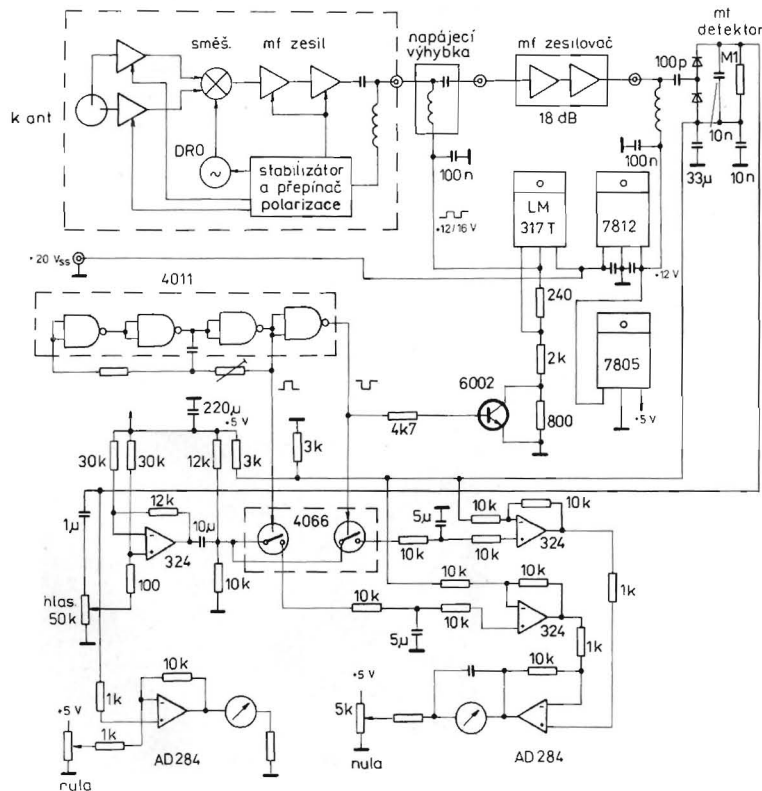 směš.
mf zesil
napájecí
výhybka
mf zesilovač
mf
detektor
k ant
DRO
stabilizátor
a přepínač
polarizace
18 dB
100p
M1
10n
33µ
10n
100n
100n
+12/16 V
LM
317 T
7812
+20 Vss
+12 V
4011
240
7805
2k
6002
+5 V
800
4k7
220µ
+5 V
3k
30k
30k
12k
3k
12k
1µ
10µ
4066
324
10k
100
hlas.
50k
5µ
10k
10k
10k
10k
324
1k
10k
10k
10k
10k
5µ
324
1k
10k
10k
1k
+5 V
1k
AD284
nula
+5 V
5k
nula
AD284